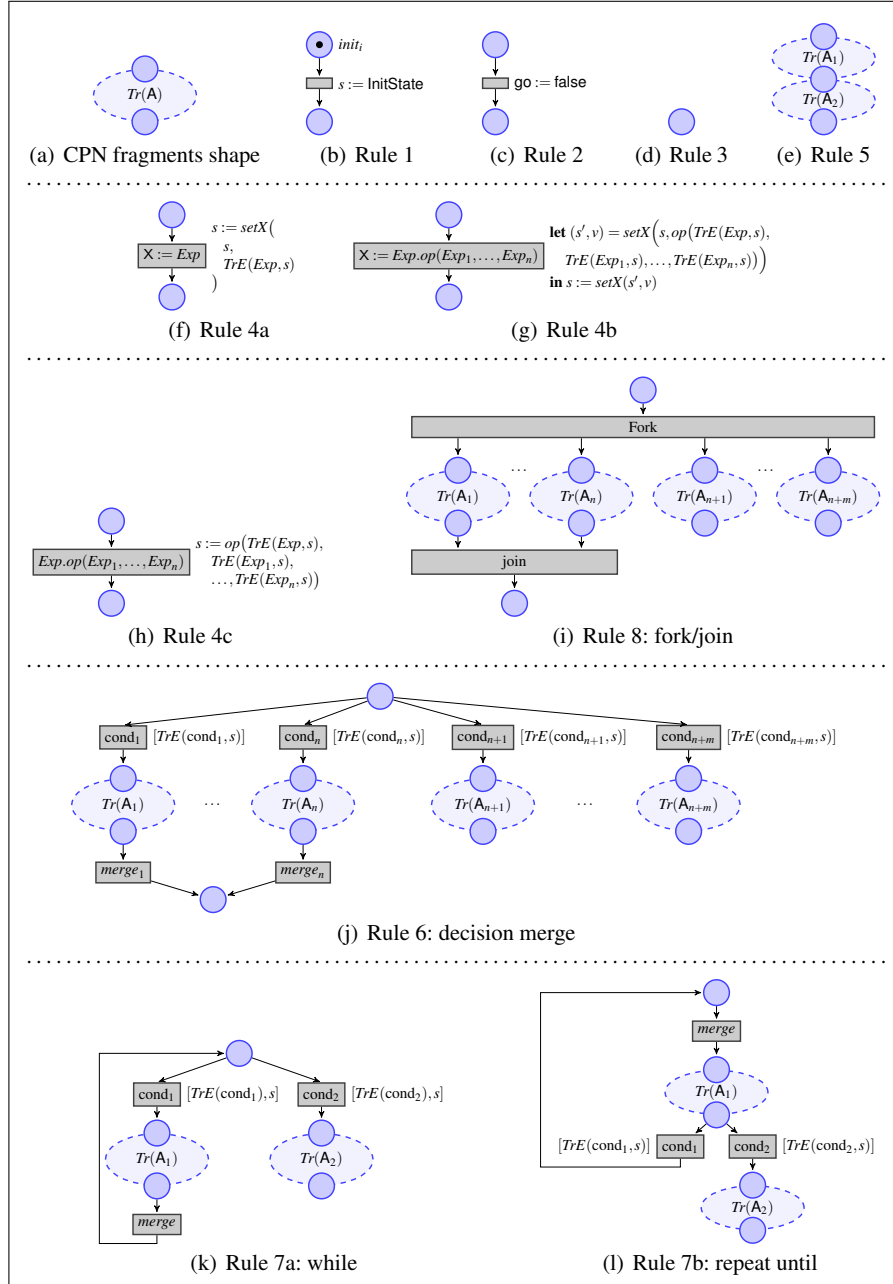 init_i
Tr(A)
s := InitState
go := false
Tr(A_1)
Tr(A_2)
(a) CPN fragments shape
(b) Rule 1
(c) Rule 2
(d) Rule 3
(e) Rule 5
X := Exp
s := setX(
s,
TrE(Exp,s)
)
X := Exp.op(Exp_1,...,Exp_n)
let (s′,v) = setX(s,op(TrE(Exp,s),
TrE(Exp_1,s),...,TrE(Exp_n,s)))
in s := setX(s′,v)
(f) Rule 4a
(g) Rule 4b
Exp.op(Exp_1,...,Exp_n)
s := op(TrE(Exp,s),
TrE(Exp_1,s),
...,TrE(Exp_n,s))
(h) Rule 4c
Fork
... ...
Tr(A_1) Tr(A_n) Tr(A_{n+1}) Tr(A_{n+m})
join
(i) Rule 8: fork/join
cond_1 [TrE(cond_1,s)] cond_n [TrE(cond_n,s)] cond_{n+1} [TrE(cond_{n+1},s)] cond_{n+m} [TrE(cond_{n+m},s)]
Tr(A_1) ... Tr(A_n) Tr(A_{n+1}) ... Tr(A_{n+m})
merge_1 merge_n
(j) Rule 6: decision merge
cond_1 [TrE(cond_1),s] cond_2 [TrE(cond_2),s]
Tr(A_1) Tr(A_2)
merge
(k) Rule 7a: while
merge
Tr(A_1)
[TrE(cond_1,s)] cond_1 cond_2 [TrE(cond_2,s)]
Tr(A_2)
(l) Rule 7b: repeat until